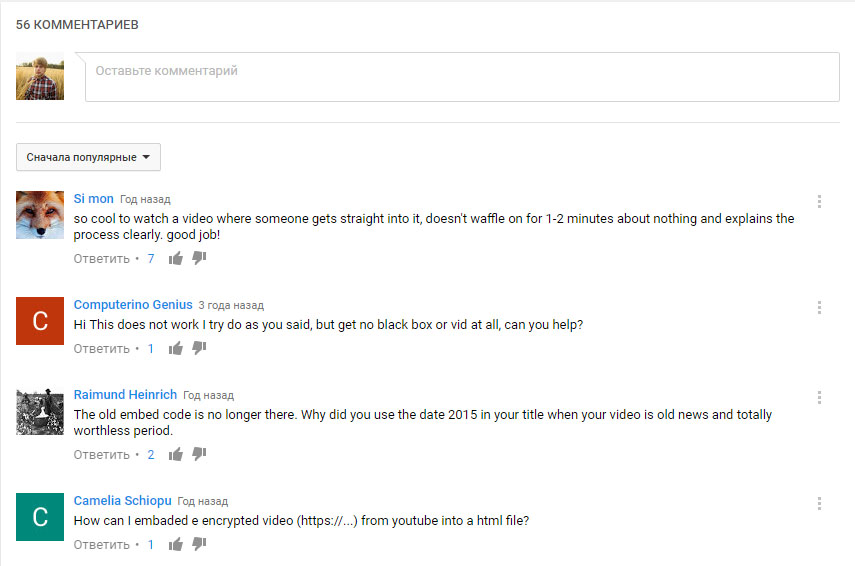 56 КОММЕНТАРИЕВ
Оставьте комментарий
Сначала популярные
Si mon Год назад
so cool to watch a video where someone gets straight into it, doesn't waffle on for 1-2 minutes about nothing and explains the
process clearly. good job!
Ответить • 7
C
Computerino Genius 3 года назад
Hi This does not work I try do as you said, but get no black box or vid at all, can you help?
Ответить • 1
Raimund Heinrich Год назад
The old embed code is no longer there. Why did you use the date 2015 in your title when your video is old news and totally
worthless period.
Ответить • 2
C
Camelia Schiopu Год назад
How can I embaded e encrypted video (https://...) from youtube into a html file?
Ответить • 1